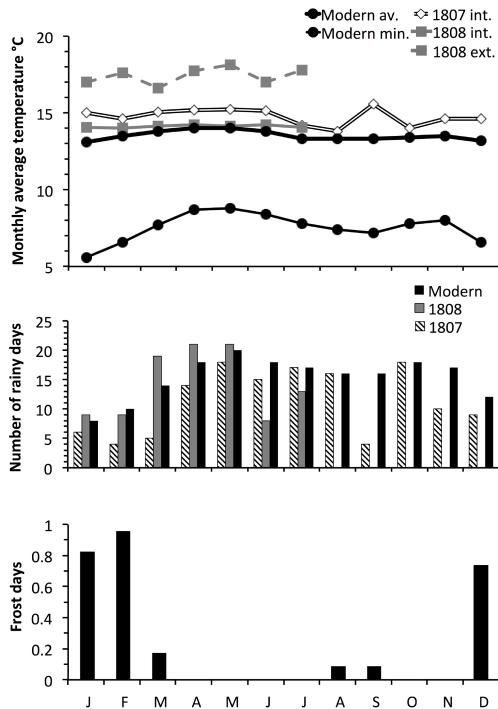 Modern av.
1807 int.
Modern min.
1808 int.
1808 ext.
Monthly average temperature °C
20
15
10
5
Modern
1808
1807
Number of rainy days
25
20
15
10
5
0
Frost days
1
0.8
0.6
0.4
0.2
0
J F M A M J J A S O N D